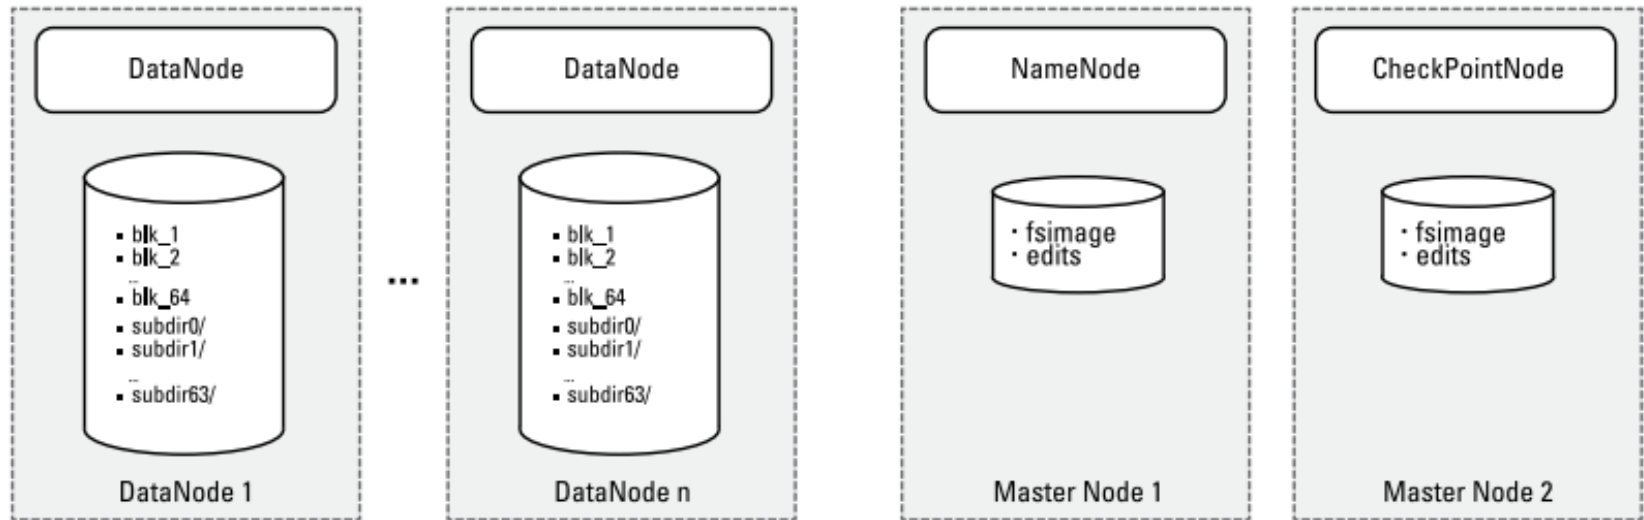 DataNode
▪ blk_1
▪ blk_2
...
▪ blk_64
▪ subdir0/
▪ subdir1/
...
▪ subdir63/
DataNode 1
...
DataNode
▪ blk_1
▪ blk_2
...
▪ blk_64
▪ subdir0/
▪ subdir1/
...
▪ subdir63/
DataNode n
NameNode
· fsimage
· edits
Master Node 1
CheckPointNode
· fsimage
· edits
Master Node 2